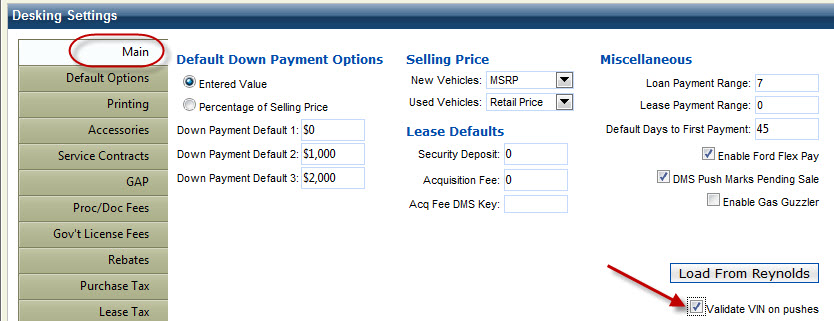 Desking Settings
Main
Default Options
Printing
Accessories
Service Contracts
GAP
Proc/Doc Fees
Gov't License Fees
Rebates
Purchase Tax
Lease Tax
Default Down Payment Options
Entered Value
Percentage of Selling Price
Down Payment Default 1: $0
Down Payment Default 2: $1,000
Down Payment Default 3: $2,000
Selling Price
New Vehicles: MSRP
Used Vehicles: Retail Price
Lease Defaults
Security Deposit: 0
Acquisition Fee: 0
Acq Fee DMS Key:
Miscellaneous
Loan Payment Range: 7
Lease Payment Range: 0
Default Days to First Payment: 45
Enable Ford Flex Pay
DMS Push Marks Pending Sale
Enable Gas Guzzler
Load From Reynolds
Validate VIN on pushes